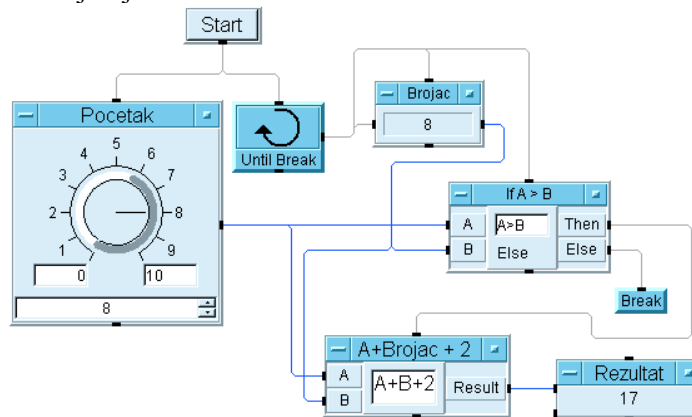 Start
Pocetak
5
4 6
3 7
2 8
1 9
0 10
8
Until Break
Brojac
8
If A > B
A A>B Then
B Else Else
Break
A+Brojac + 2
A A+B+2 Result
B
Rezultat
17